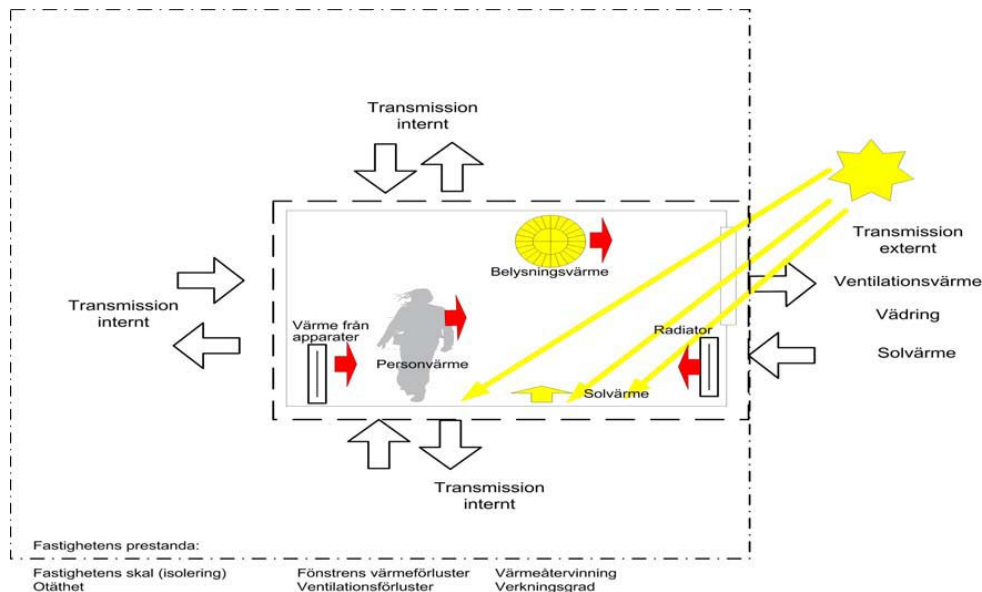 Transmission
internt
Transmission
externt
Belysningsvärme
Ventilationsvärme
Transmission
internt
Vädring
Värme från
apparater
Radiator
Personvärme
Solvärme
Solvärme
Transmission
internt
Fastighetens prestanda:
Fastighetens skal (isolering)
Otäthet
Fönstrens värmeförluster
Ventilationsförluster
Värmeåtervinning
Verkningsgrad